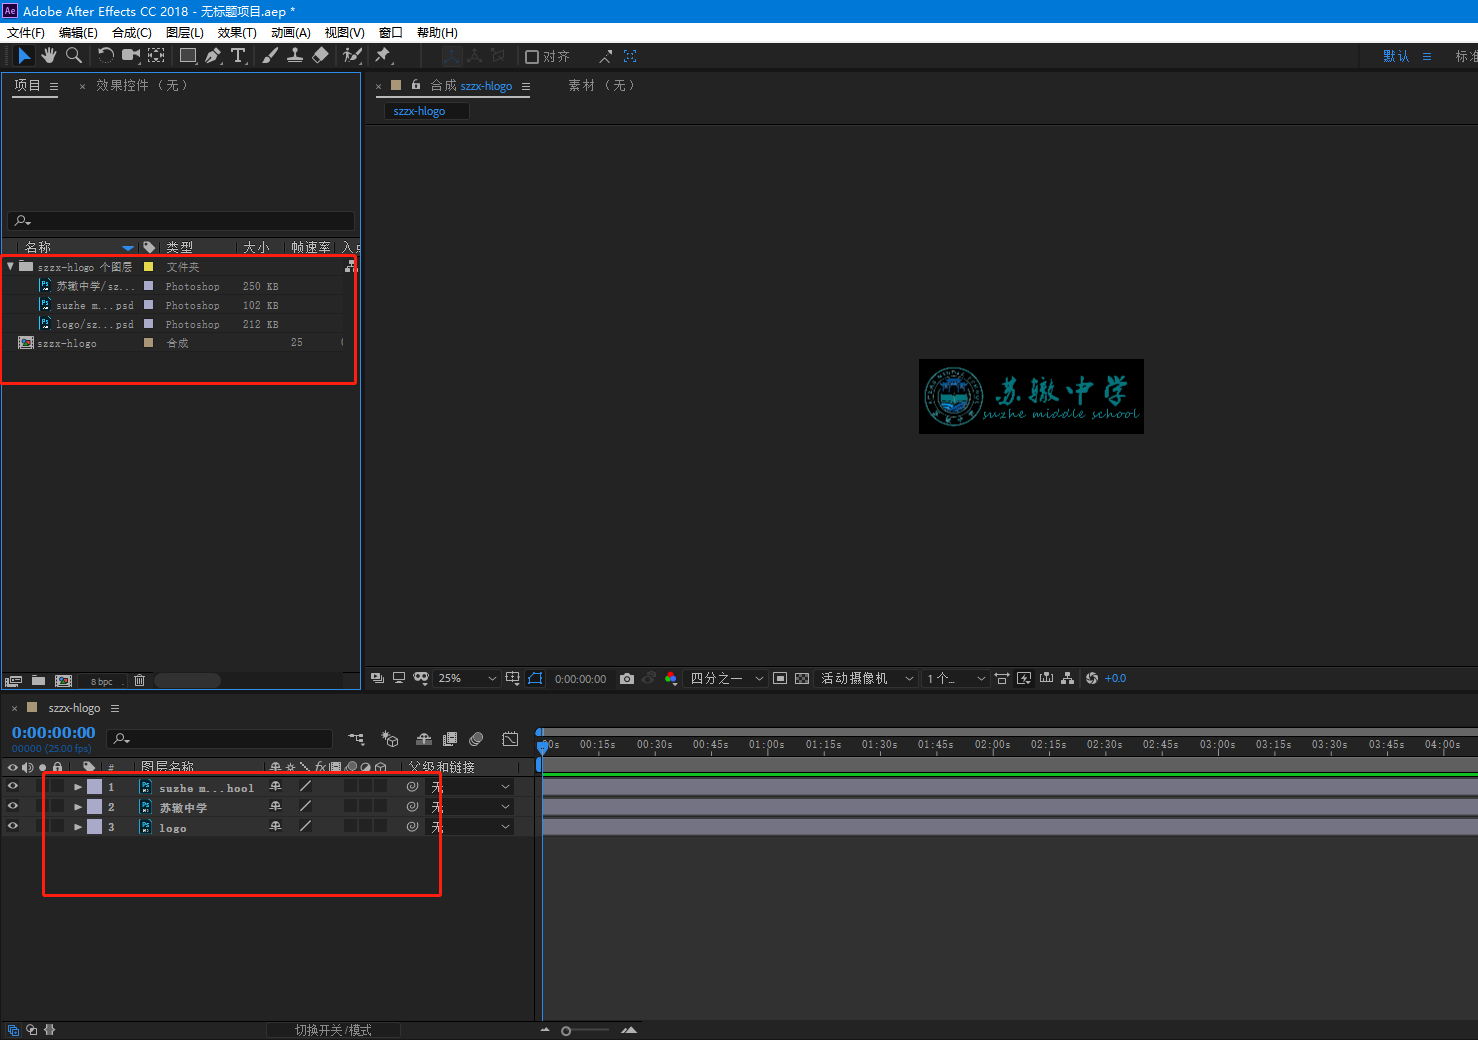 Adobe After Effects CC 2018 - 无标题项目.aep *
文件(F) 编辑(E) 合成(C) 图层(L) 效果(T) 动画(A) 视图(V) 窗口 帮助(H)
对齐 默认 标准
项目 效果控件 (无)
合成 szzx-hlogo 素材 (无)
szzx-hlogo
名称 类型 大小 帧速率 入点
szzx-hlogo 个图层 文件夹
苏辙中学/sz... Photoshop 250 KB
suzhe m...psd Photoshop 102 KB
logo/sz...psd Photoshop 212 KB
szzx-hlogo 合成 25
苏辙中学
suzhe middle school
8 bpc
25% 0:00:00:00 四分之一 活动摄像机 1 个... +0.0
szzx-hlogo
0:00:00:00
00000 (25.00 fps)
00s 00:15s 00:30s 00:45s 01:00s 01:15s 01:30s 01:45s 02:00s 02:15s 02:30s 02:45s 03:00s 03:15s 03:30s 03:45s 04:00s
# 图层名称 父级和链接
1 suzhe m...hool 无
2 苏辙中学 无
3 logo 无
切换开关/模式